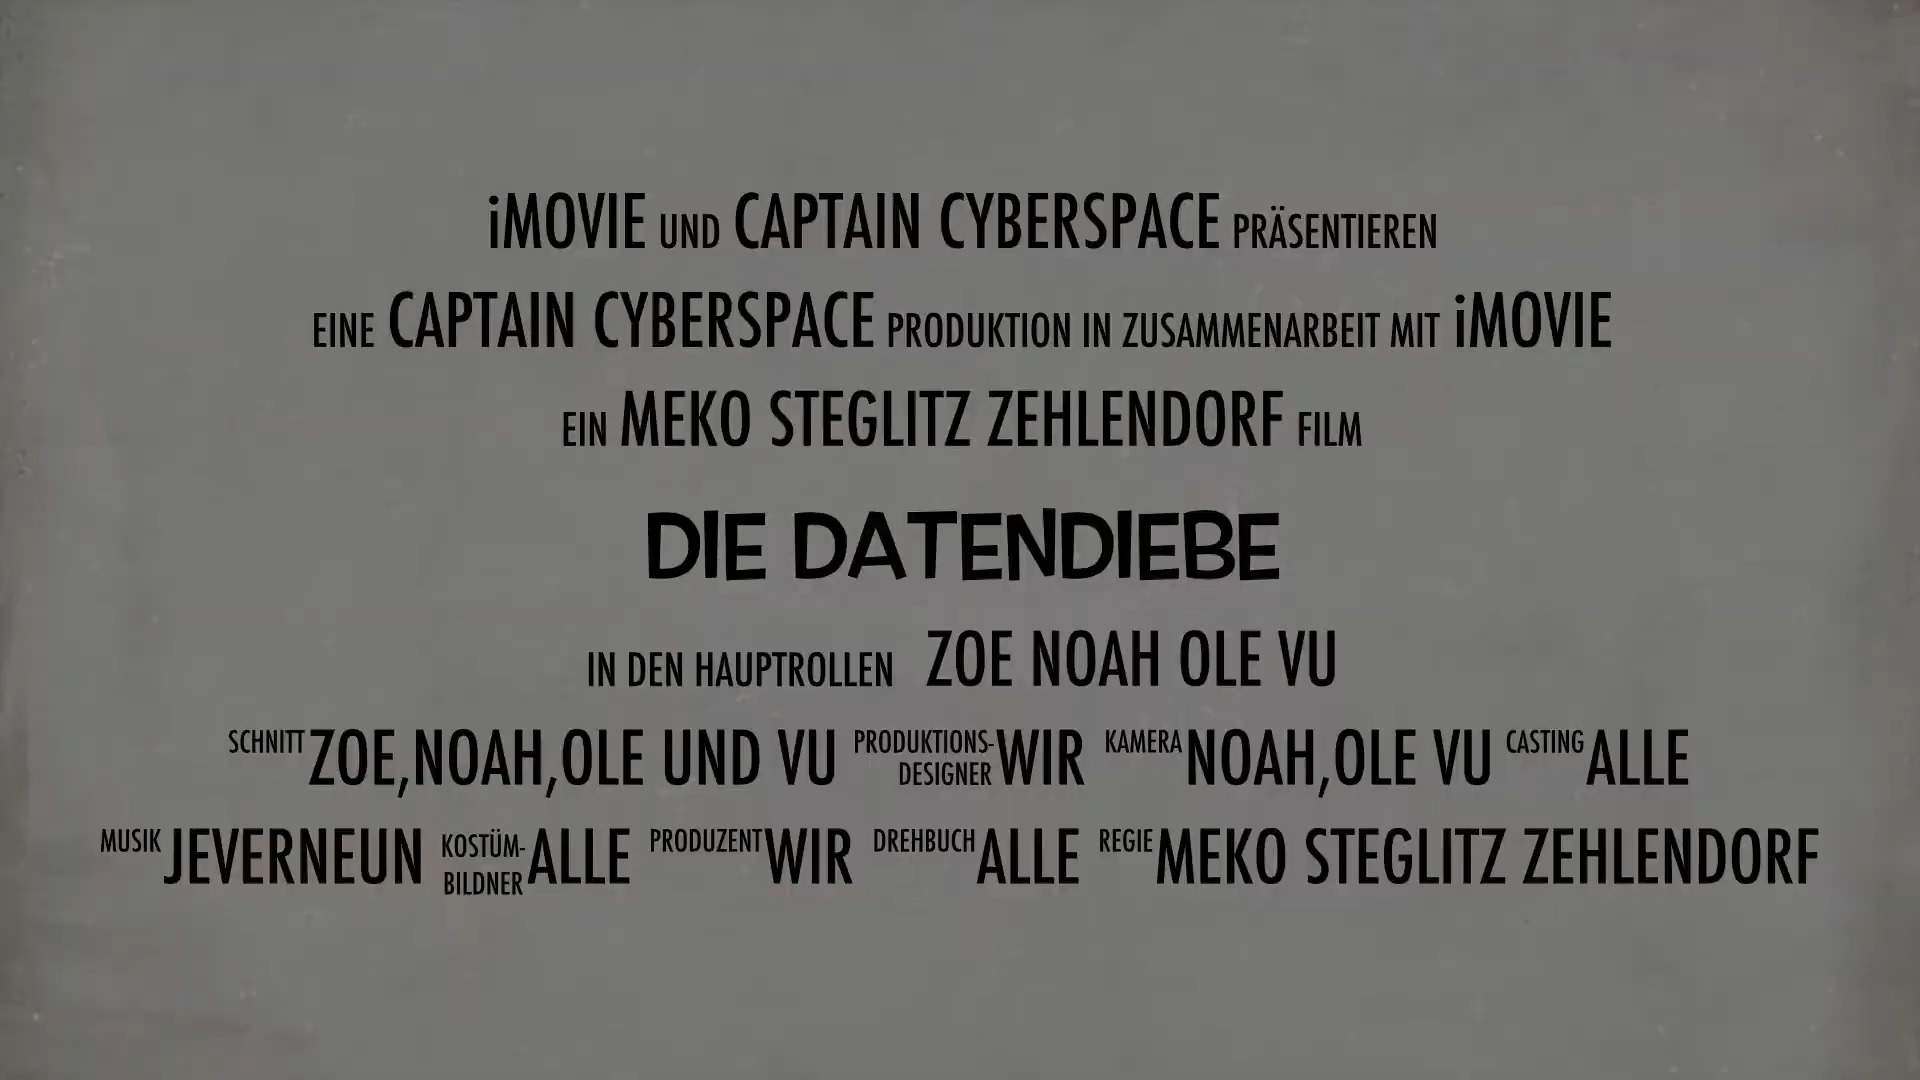 iMOVIE UND CAPTAIN CYBERSPACE PRÄSENTIEREN
EINE CAPTAIN CYBERSPACE PRODUKTION IN ZUSAMMENARBEIT MIT iMOVIE
EIN MEKO STEGLITZ ZEHLENDORF FILM
DIE DATENDIEBE
IN DEN HAUPTROLLEN ZOE NOAH OLE VU
SCHNITT ZOE,NOAH,OLE UND VU PRODUKTIONS-DESIGNER WIR KAMERA NOAH,OLE VU CASTING ALLE
MUSIK JEVERNEUN KOSTÜM-BILDNER ALLE PRODUZENT WIR DREHBUCH ALLE REGIE MEKO STEGLITZ ZEHLENDORF